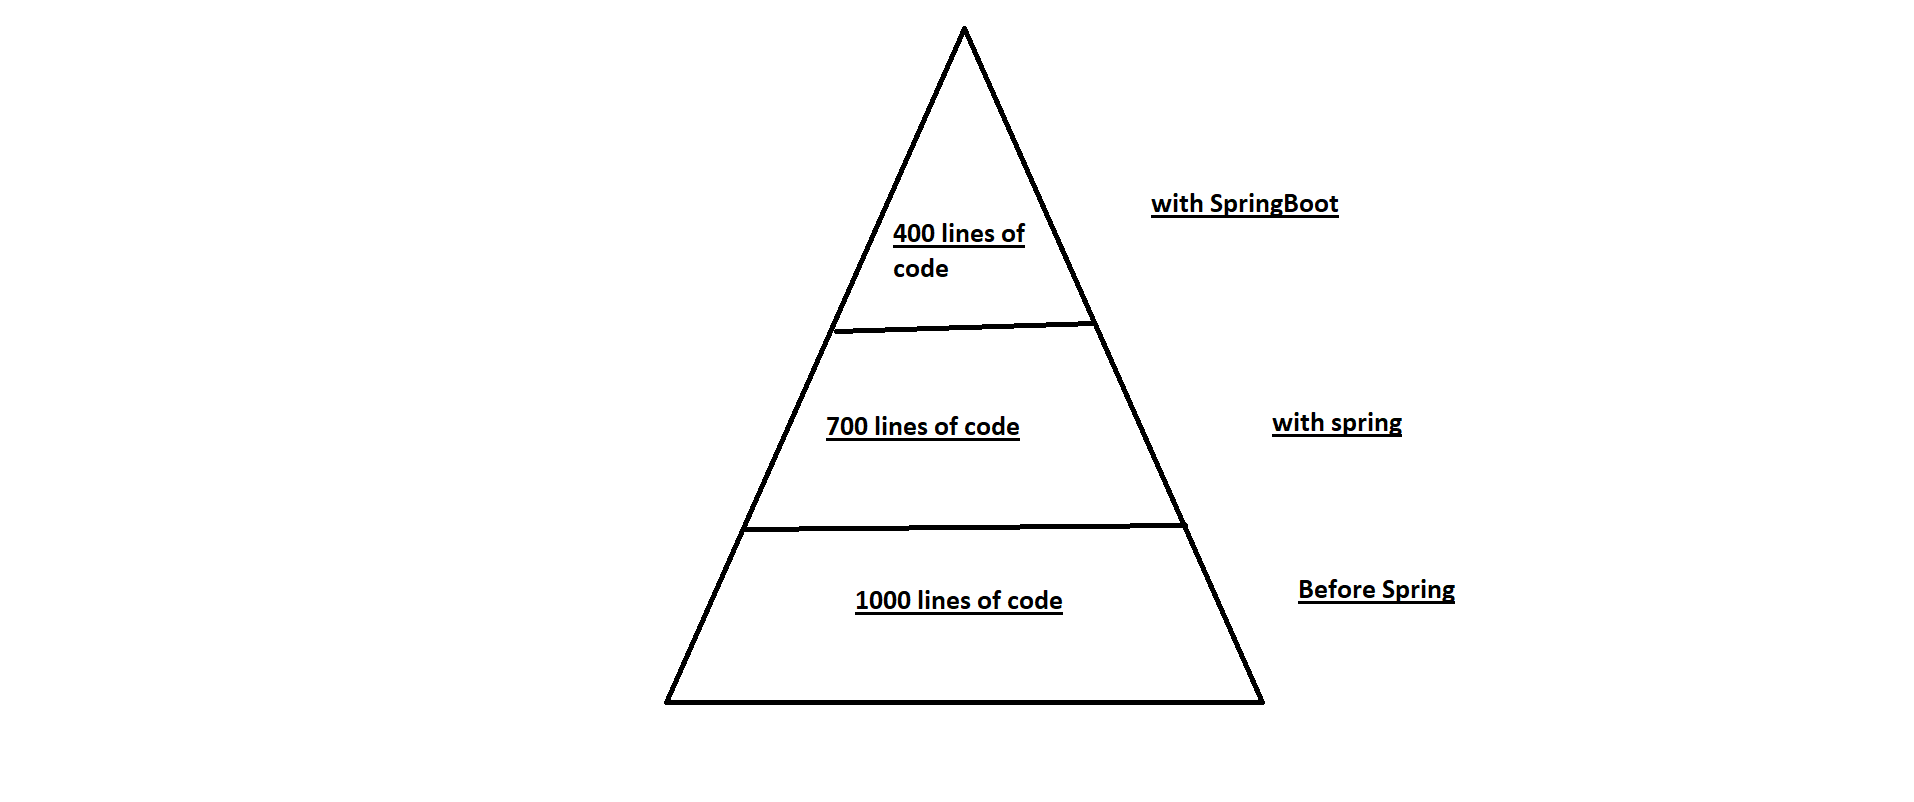 with SpringBoot
400 lines of
code
700 lines of code
with spring
1000 lines of code
Before Spring